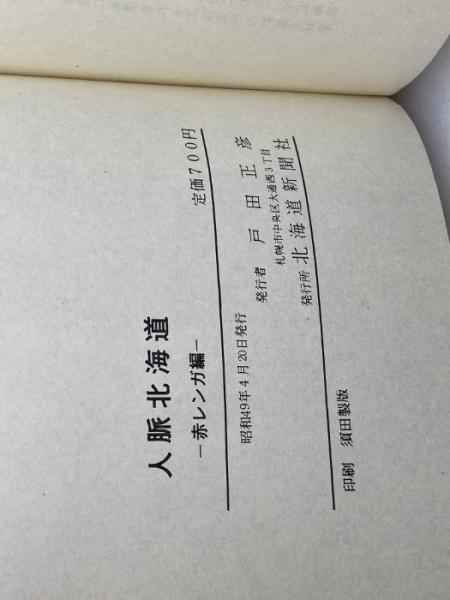 人脈北海道
―赤レンガ編―
定価700円
昭和49年4月20日発行
発行者 戸田正彦
札幌市中央区大通西3丁目
発行所 北海道新聞社
印刷 須田製版